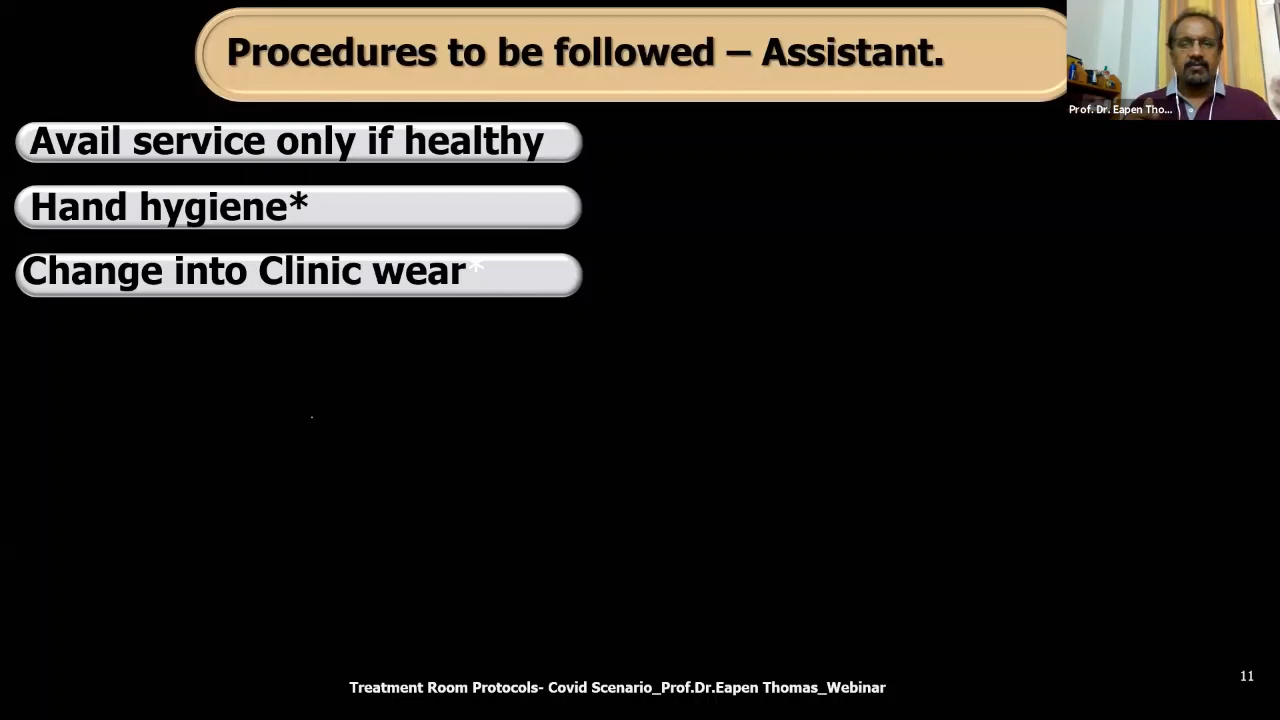 Procedures to be followed – Assistant.
Prof. Dr. Eapen Tho...
Avail service only if healthy
Hand hygiene*
Change into Clinic wear*
Treatment Room Protocols- Covid Scenario_Prof.Dr.Eapen Thomas_Webinar
11